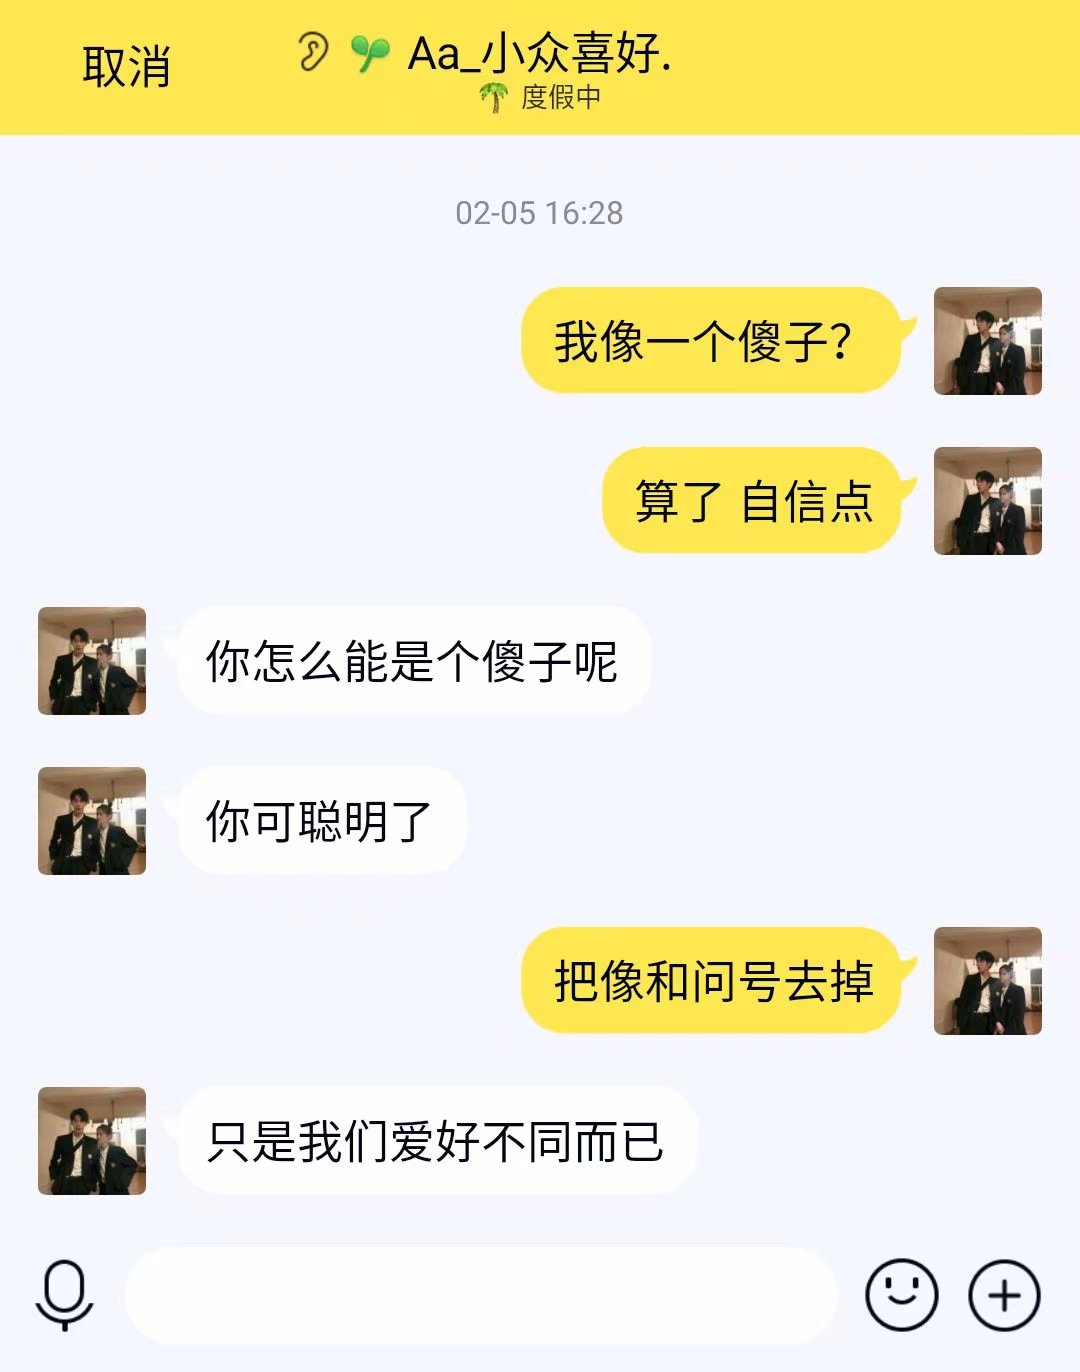 取消
Aa_小众喜好.
度假中
02-05 16:28
我像一个傻子？
算了 自信点
你怎么能是个傻子呢
你可聪明了
把像和问号去掉
只是我们爱好不同而已